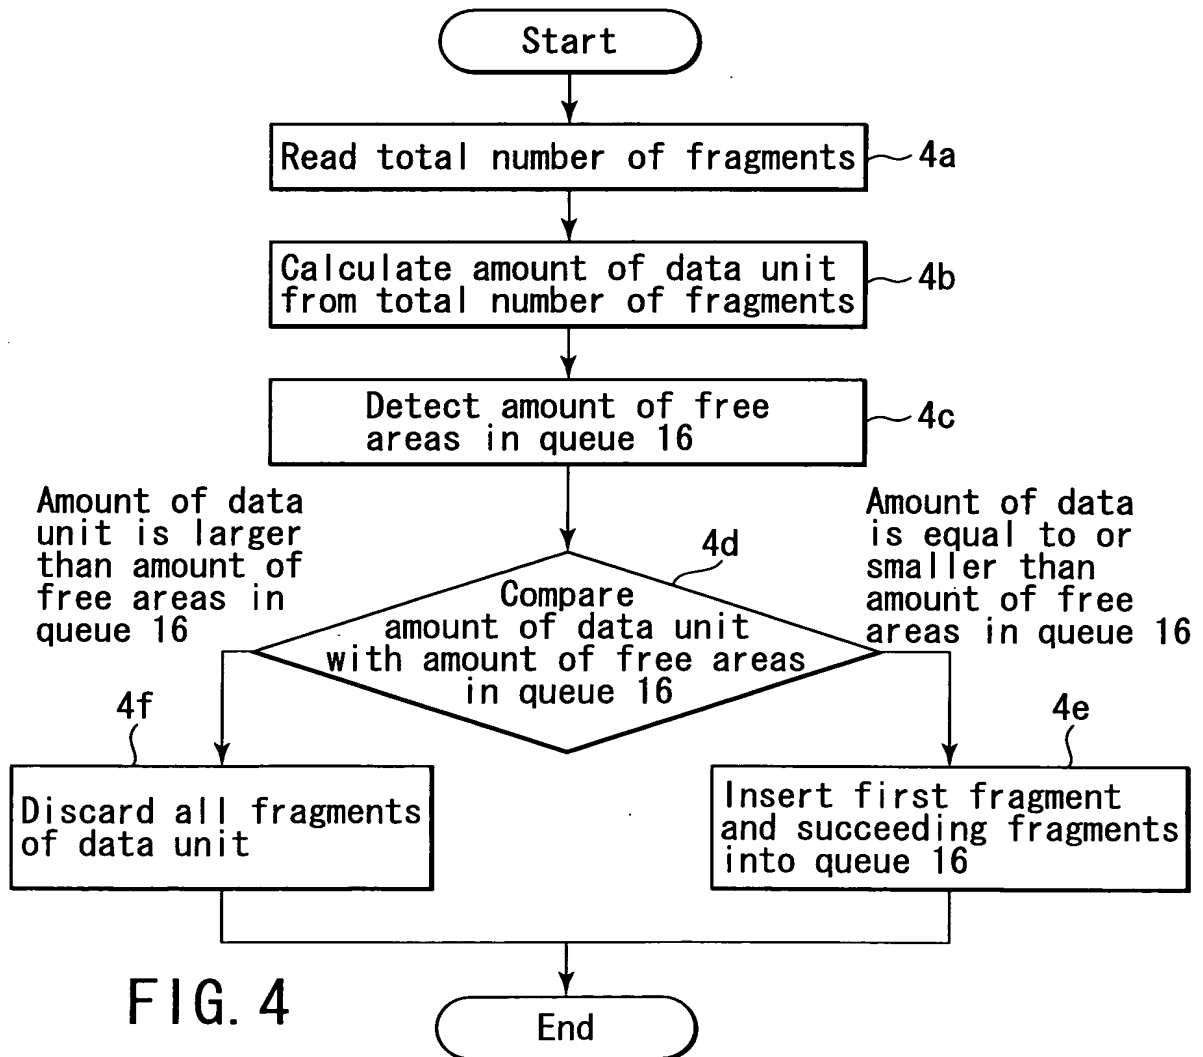 Start
Read total number of fragments
4a
Calculate amount of data unit
from total number of fragments
4b
Detect amount of free
areas in queue 16
4c
Amount of data
unit is larger
than amount of
free areas in
queue 16
4d
Amount of data
is equal to or
smaller than
amount of free
areas in queue 16
Compare
amount of data unit
with amount of free areas
in queue 16
4f
Discard all fragments
of data unit
4e
Insert first fragment
and succeeding fragments
into queue 16
End
FIG. 4